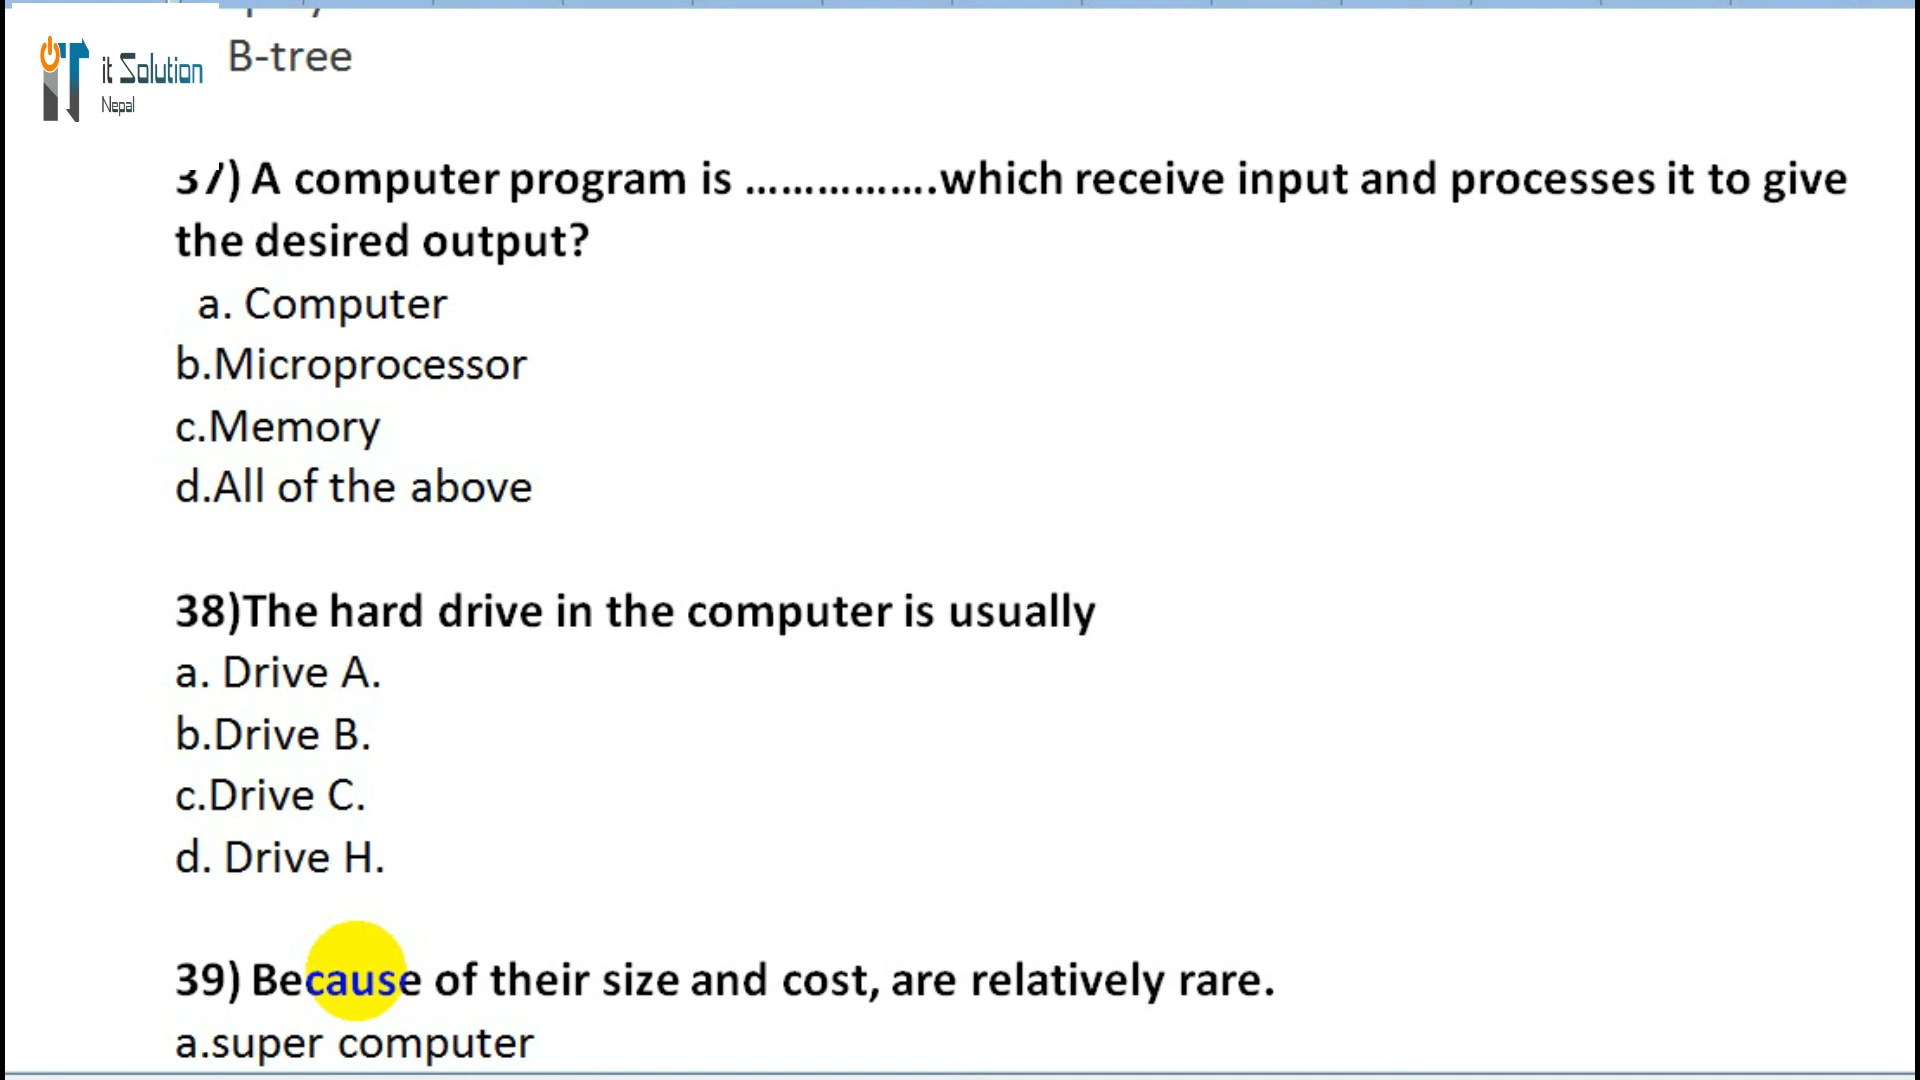 B-tree
it Solution
Nepal
37) A computer program is ................which receive input and processes it to give
the desired output?
a. Computer
b.Microprocessor
c.Memory
d.All of the above
38)The hard drive in the computer is usually
a. Drive A.
b.Drive B.
c.Drive C.
d. Drive H.
39) Because of their size and cost, are relatively rare.
a.super computer